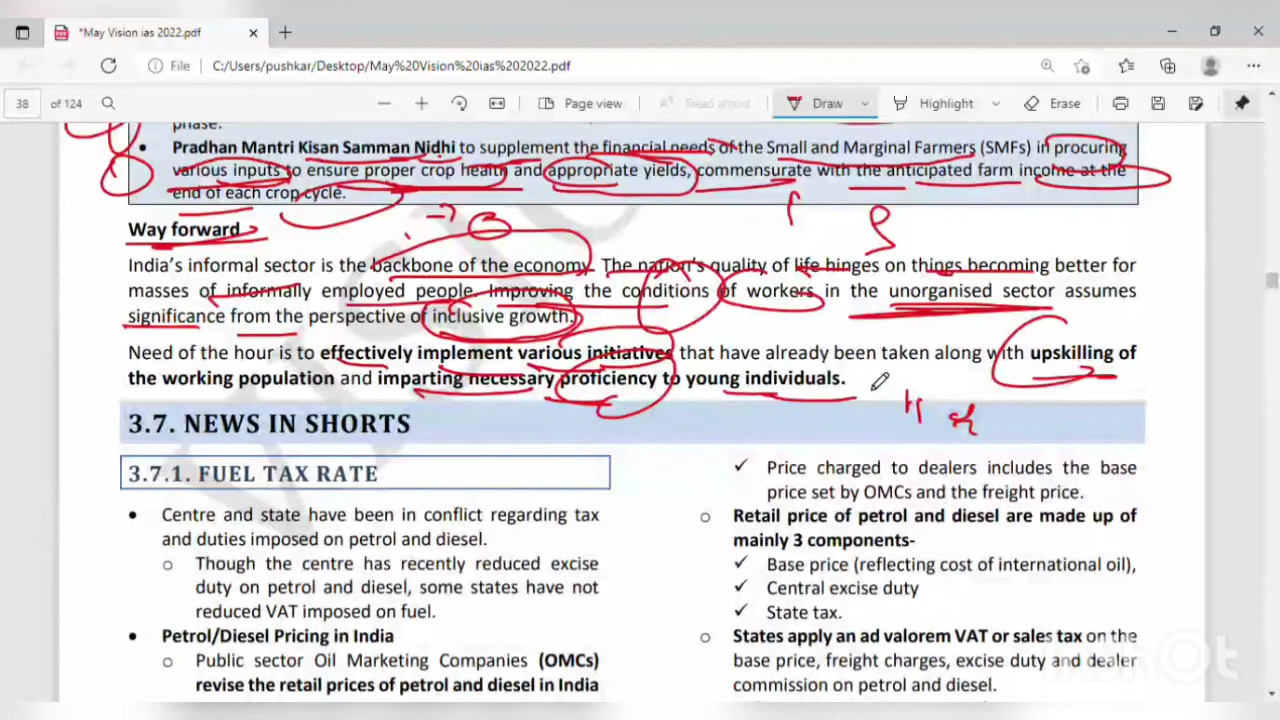 *May Vision ias 2022.pdf
File C:/Users/pushkar/Desktop/May%20Vision%20ias%202022.pdf
38 of 124 Page view Read aloud Draw Highlight Erase
phase.
• Pradhan Mantri Kisan Samman Nidhi to supplement the financial needs of the Small and Marginal Farmers (SMFs) in procuring
various inputs to ensure proper crop health and appropriate yields, commensurate with the anticipated farm income at the
end of each crop cycle.
Way forward
India's informal sector is the backbone of the economy. The nation's quality of life hinges on things becoming better for
masses of informally employed people. Improving the conditions of workers in the unorganised sector assumes
significance from the perspective of inclusive growth.
Need of the hour is to effectively implement various initiatives that have already been taken along with upskilling of
the working population and imparting necessary proficiency to young individuals.
3.7. NEWS IN SHORTS
3.7.1. FUEL TAX RATE
• Centre and state have been in conflict regarding tax
and duties imposed on petrol and diesel.
o Though the centre has recently reduced excise
duty on petrol and diesel, some states have not
reduced VAT imposed on fuel.
• Petrol/Diesel Pricing in India
o Public sector Oil Marketing Companies (OMCs)
revise the retail prices of petrol and diesel in India
✓ Price charged to dealers includes the base
price set by OMCs and the freight price.
o Retail price of petrol and diesel are made up of
mainly 3 components-
✓ Base price (reflecting cost of international oil),
✓ Central excise duty
✓ State tax.
o States apply an ad valorem VAT or sales tax on the
base price, freight charges, excise duty and dealer
commission on petrol and diesel.